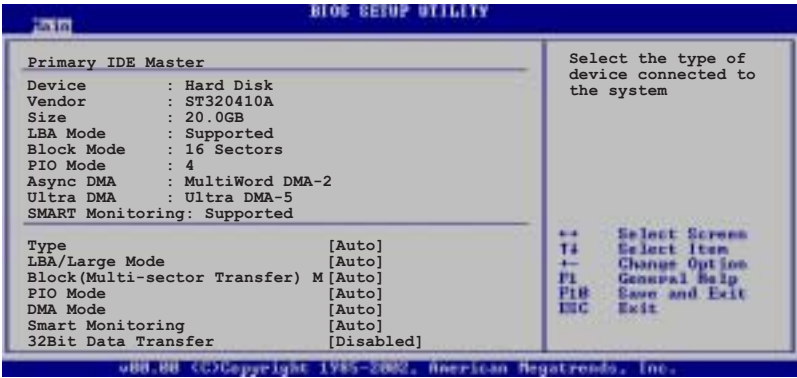 BIOS SETUP UTILITY
Main
Primary IDE Master
Device : Hard Disk
Vendor : ST320410A
Size : 20.0GB
LBA Mode : Supported
Block Mode : 16 Sectors
PIO Mode : 4
Async DMA : MultiWord DMA-2
Ultra DMA : Ultra DMA-5
SMART Monitoring: Supported
Type [Auto]
LBA/Large Mode [Auto]
Block(Multi-sector Transfer) M [Auto]
PIO Mode [Auto]
DMA Mode [Auto]
Smart Monitoring [Auto]
32Bit Data Transfer [Disabled]
Select the type of
device connected to
the system
←→ Select Screen
↑↓ Select Item
+- Change Option
F1 General Help
F10 Save and Exit
ESC Exit
v00.00 (C)Copyright 1985-2002, American Megatrends, Inc.